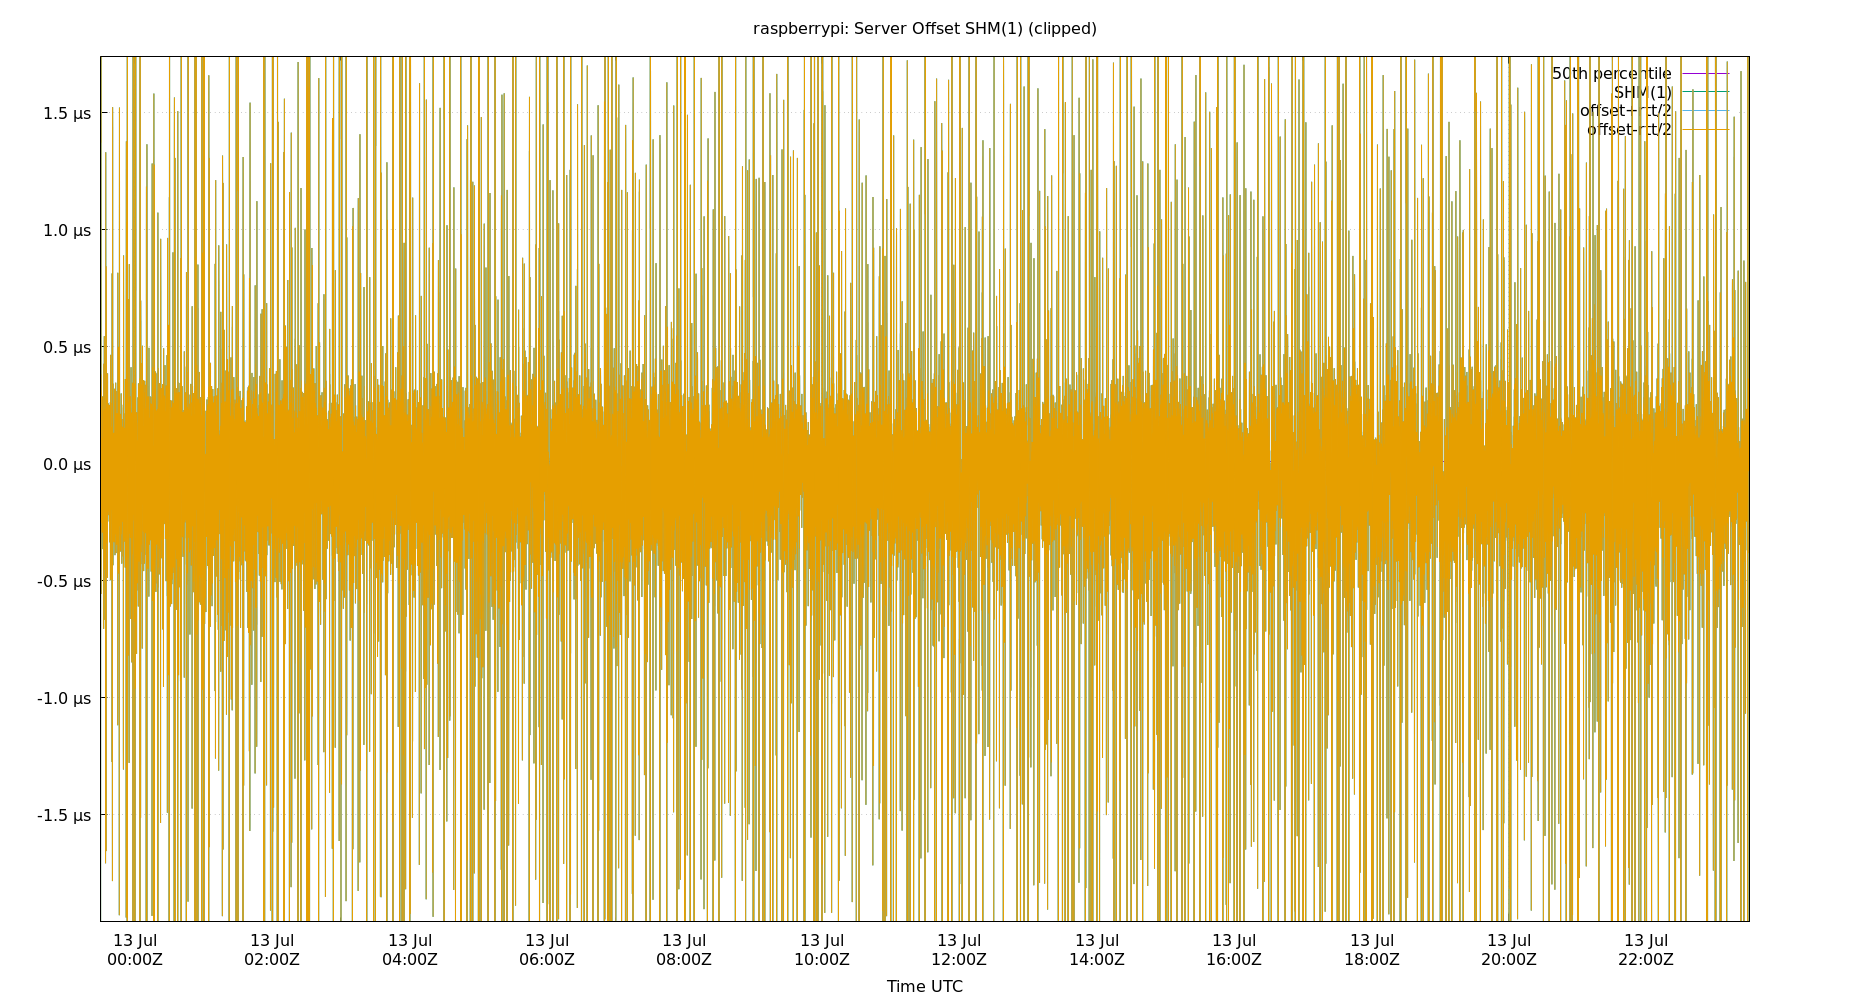 raspberrypi: Server Offset SHM(1) (clipped)
50th percentile
SHM(1)
offset+rtt/2
offset-rtt/2
1.5 µs
1.0 µs
0.5 µs
0.0 µs
-0.5 µs
-1.0 µs
-1.5 µs
13 Jul 13 Jul 13 Jul 13 Jul 13 Jul 13 Jul 13 Jul 13 Jul 13 Jul 13 Jul 13 Jul 13 Jul
00:00Z 02:00Z 04:00Z 06:00Z 08:00Z 10:00Z 12:00Z 14:00Z 16:00Z 18:00Z 20:00Z 22:00Z
Time UTC